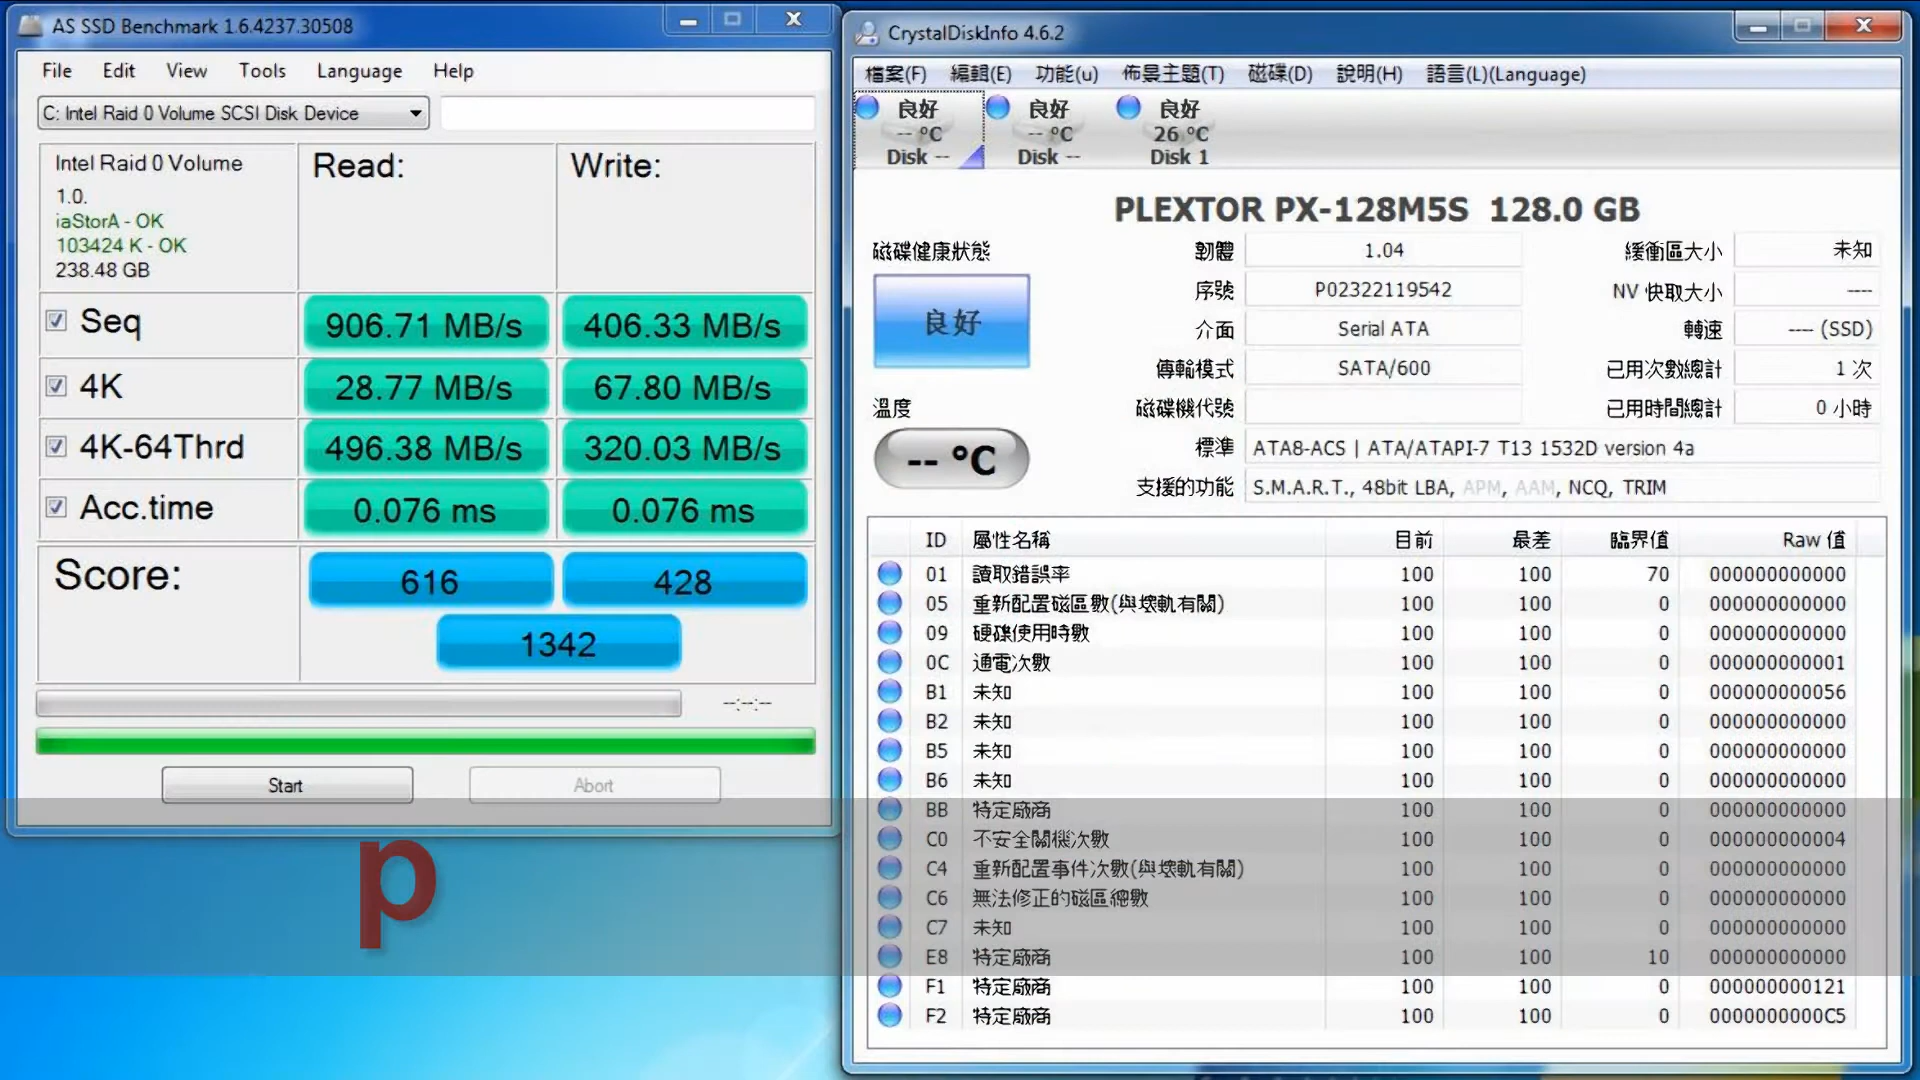 AS SSD Benchmark 1.6.4237.30508
File Edit View Tools Language Help
C: Intel Raid 0 Volume SCSI Disk Device
Intel Raid 0 Volume Read: Write:
1.0.
iaStorA - OK
103424 K - OK
238.48 GB
Seq 906.71 MB/s 406.33 MB/s
4K 28.77 MB/s 67.80 MB/s
4K-64Thrd 496.38 MB/s 320.03 MB/s
Acc.time 0.076 ms 0.076 ms
Score: 616 428
1342
--:--:--
Start Abort
p
CrystalDiskInfo 4.6.2
檔案(F) 編輯(E) 功能(u) 佈景主題(T) 磁碟(D) 說明(H) 語言(L)(Language)
良好 良好 良好
-- °C -- °C 26 °C
Disk -- Disk -- Disk 1
PLEXTOR PX-128M5S 128.0 GB
磁碟健康狀態 韌體 1.04 緩衝區大小 未知
良好 序號 P02322119542 NV 快取大小 ----
介面 Serial ATA 轉速 ---- (SSD)
傳輸模式 SATA/600 已用次數總計 1 次
溫度 磁碟機代號 已用時間總計 0 小時
-- °C 標準 ATA8-ACS | ATA/ATAPI-7 T13 1532D version 4a
支援的功能 S.M.A.R.T., 48bit LBA, APM, AAM, NCQ, TRIM
ID 屬性名稱 目前 最差 臨界值 Raw 值
01 讀取錯誤率 100 100 70 000000000000
05 重新配置磁區數(與壞軌有關) 100 100 0 000000000000
09 硬碟使用時數 100 100 0 000000000000
0C 通電次數 100 100 0 000000000001
B1 未知 100 100 0 000000000056
B2 未知 100 100 0 000000000000
B5 未知 100 100 0 000000000000
B6 未知 100 100 0 000000000000
BB 特定廠商 100 100 0 000000000000
C0 不安全關機次數 100 100 0 000000000004
C4 重新配置事件次數(與壞軌有關) 100 100 0 000000000000
C6 無法修正的磁區總數 100 100 0 000000000000
C7 未知 100 100 0 000000000000
E8 特定廠商 100 100 10 000000000000
F1 特定廠商 100 100 0 000000000121
F2 特定廠商 100 100 0 0000000000C5